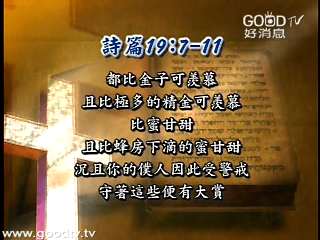 GOOD TV
好消息
詩篇19:7-11
都比金子可羨慕
且比極多的精金可羨慕
比蜜甘甜
且比蜂房下滴的蜜甘甜
況且你的僕人因此受警戒
守著這些便有大賞
www.goodtv.tv